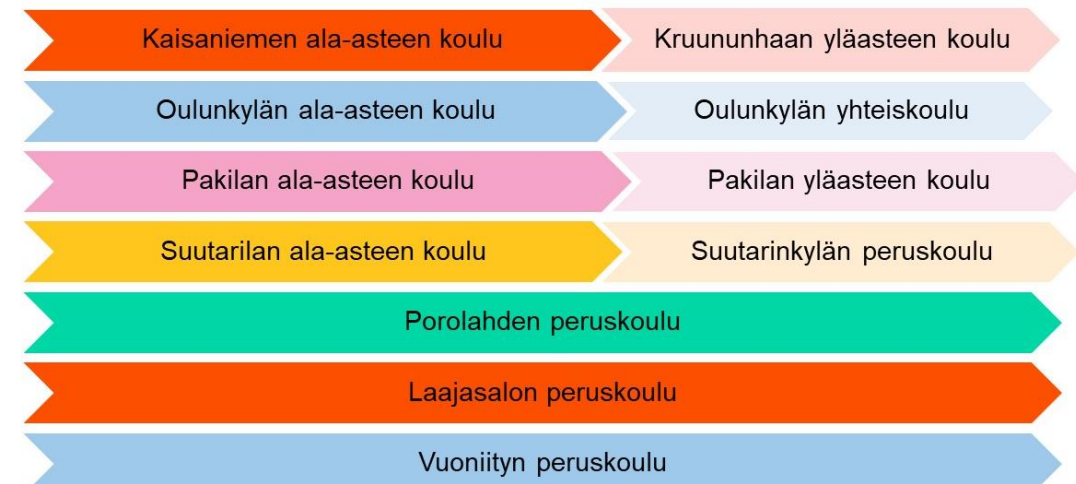 Kaisaniemen ala-asteen koulu
Kruununhaan yläasteen koulu
Oulunkylän ala-asteen koulu
Oulunkylän yhteiskoulu
Pakilan ala-asteen koulu
Pakilan yläasteen koulu
Suutarilan ala-asteen koulu
Suutarinkylän peruskoulu
Porolahden peruskoulu
Laajasalon peruskoulu
Vuoniityn peruskoulu